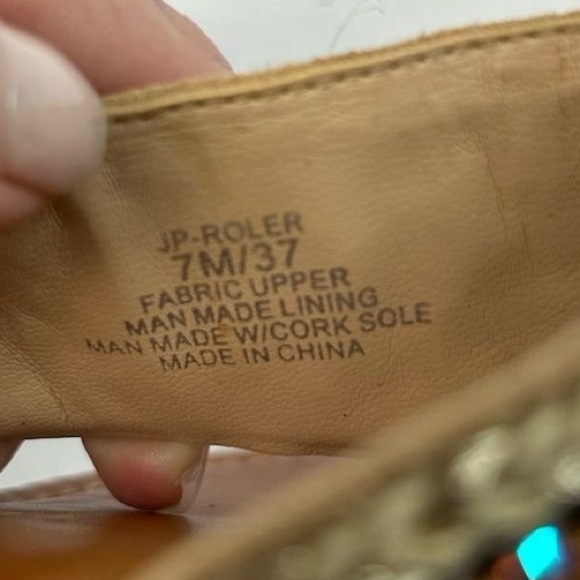 JP-ROLER
7M/37
FABRIC UPPER
MAN MADE LINING
MAN MADE W/CORK SOLE
MADE IN CHINA